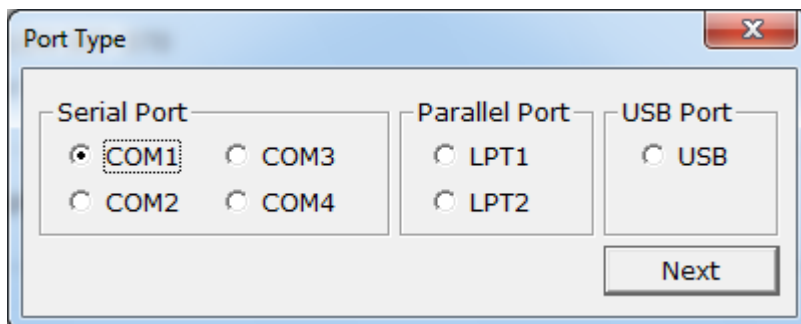 Port Type
Serial Port Parallel Port USB Port
COM1 COM3 LPT1 USB
COM2 COM4 LPT2
Next